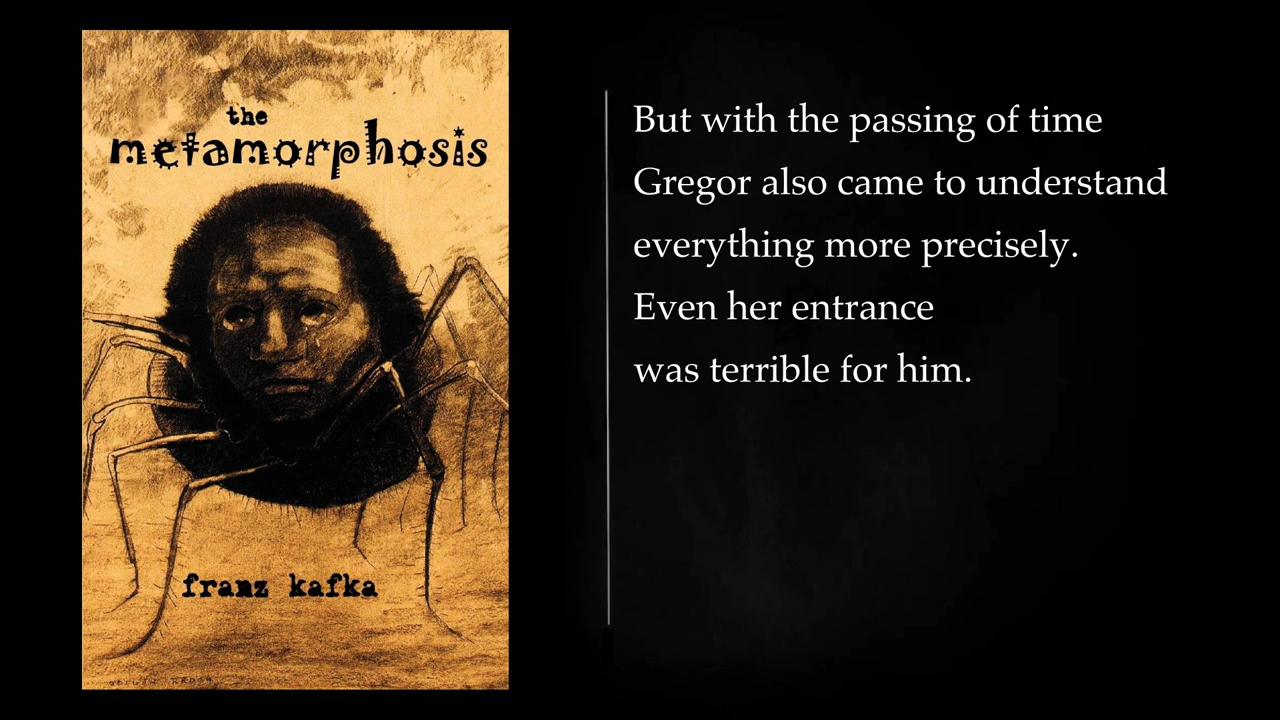 the
metamorphosis
franz kafka
But with the passing of time
Gregor also came to understand
everything more precisely.
Even her entrance
was terrible for him.